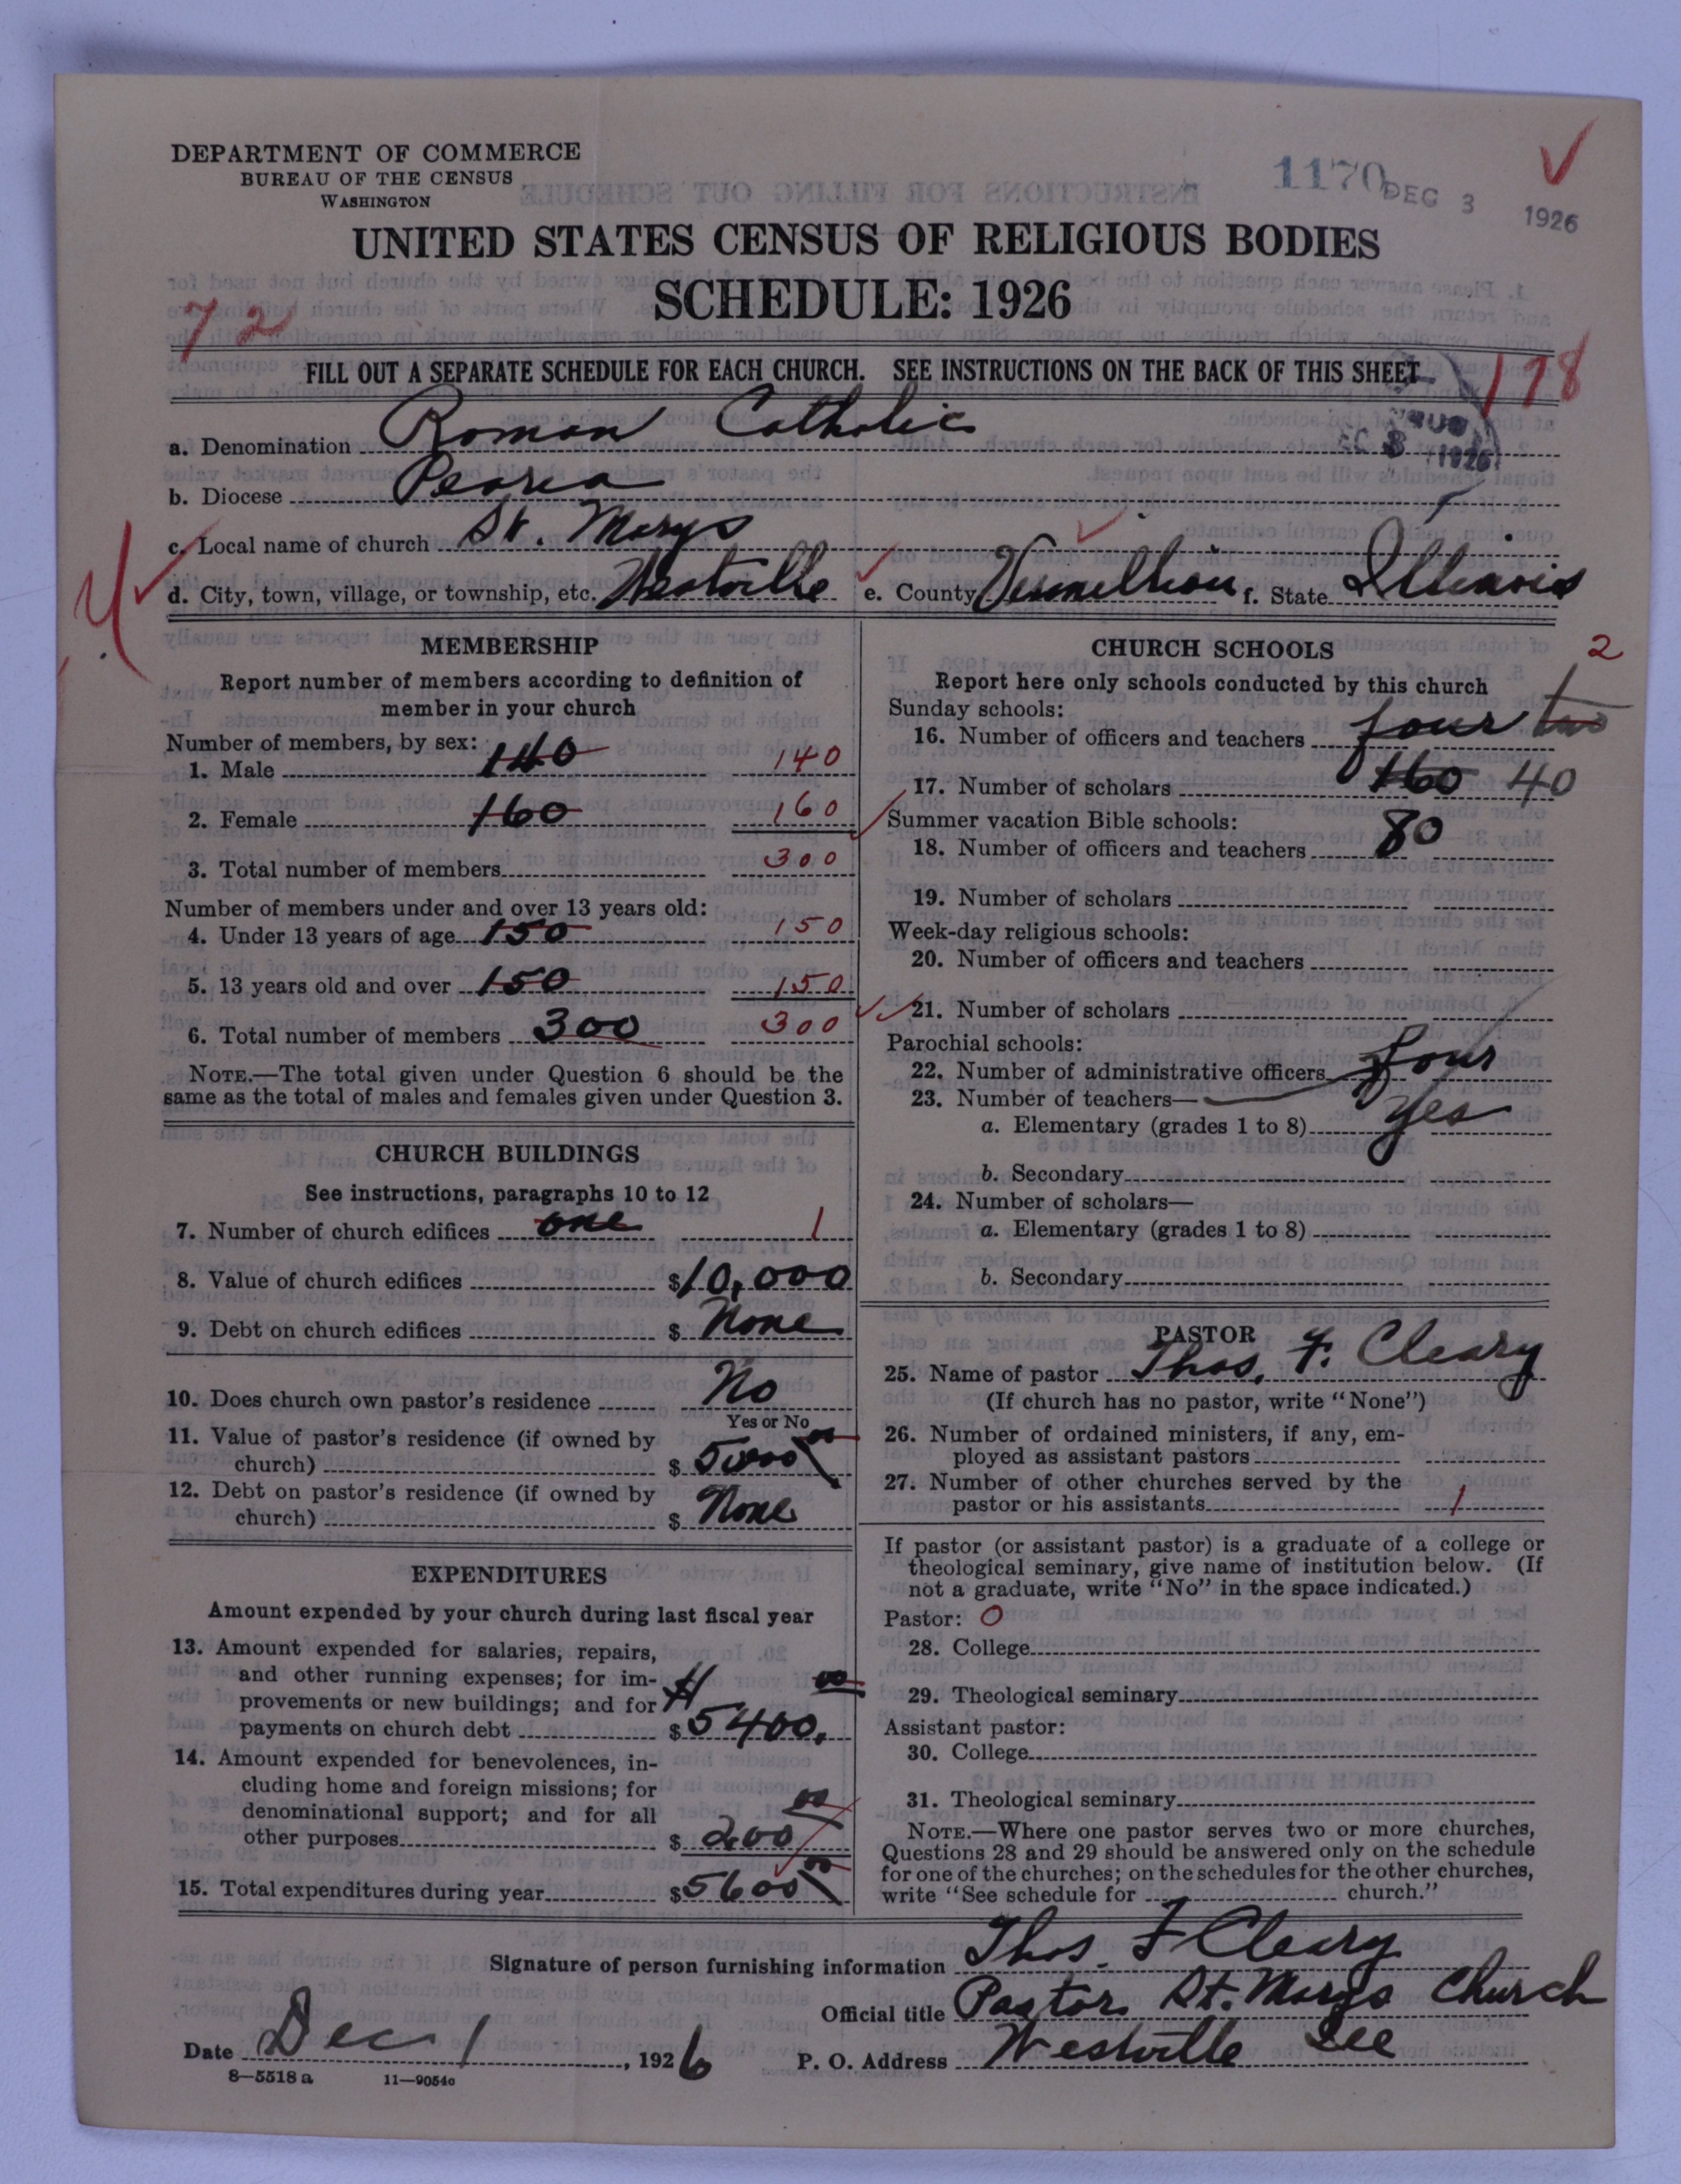 DEPARTMENT OF COMMERCE
BUREAU OF THE CENSUS
WASHINGTON
1170 DEC 3 1926
UNITED STATES CENSUS OF RELIGIOUS BODIES
SCHEDULE: 1926
72
FILL OUT A SEPARATE SCHEDULE FOR EACH CHURCH. SEE INSTRUCTIONS ON THE BACK OF THIS SHEET
178
a. Denomination Roman Catholic
b. Diocese Peoria
c. Local name of church St. Marys
d. City, town, village, or township, etc. Westville e. County Vermillion f. State Illinois
MEMBERSHIP
Report number of members according to definition of
member in your church
Number of members, by sex:
1. Male 140 140
2. Female 160 160
3. Total number of members 300
Number of members under and over 13 years old:
4. Under 13 years of age 150 150
5. 13 years old and over 150 150
6. Total number of members 300 300
NOTE.—The total given under Question 6 should be the
same as the total of males and females given under Question 3.
CHURCH BUILDINGS
See instructions, paragraphs 10 to 12
7. Number of church edifices one 1
8. Value of church edifices $10,000
9. Debt on church edifices $ None
10. Does church own pastor's residence No
Yes or No
11. Value of pastor's residence (if owned by
church) $ 5000 00
12. Debt on pastor's residence (if owned by
church) $ None
EXPENDITURES
Amount expended by your church during last fiscal year
13. Amount expended for salaries, repairs,
and other running expenses; for im-
provements or new buildings; and for
payments on church debt $ 5400. 00
14. Amount expended for benevolences, in-
cluding home and foreign missions; for
denominational support; and for all
other purposes $ 200 00
15. Total expenditures during year $ 5600 00
CHURCH SCHOOLS
2
Report here only schools conducted by this church
Sunday schools:
16. Number of officers and teachers four two
17. Number of scholars 160 40
Summer vacation Bible schools:
18. Number of officers and teachers 80
19. Number of scholars
Week-day religious schools:
20. Number of officers and teachers
21. Number of scholars
Parochial schools:
22. Number of administrative officers four
23. Number of teachers—
a. Elementary (grades 1 to 8) yes
b. Secondary
24. Number of scholars—
a. Elementary (grades 1 to 8)
b. Secondary
PASTOR
25. Name of pastor Thos. F. Cleary
(If church has no pastor, write "None")
26. Number of ordained ministers, if any, em-
ployed as assistant pastors
27. Number of other churches served by the
pastor or his assistants 1
If pastor (or assistant pastor) is a graduate of a college or
theological seminary, give name of institution below. (If
not a graduate, write "No" in the space indicated.)
Pastor: O
28. College
29. Theological seminary
Assistant pastor:
30. College
31. Theological seminary
NOTE.—Where one pastor serves two or more churches,
Questions 28 and 29 should be answered only on the schedule
for one of the churches; on the schedules for the other churches,
write "See schedule for church."
Signature of person furnishing information Thos. F Cleary
Official title Pastor St. Marys Church
Date Dec 1, 1926 P. O. Address Westville Ill
8—5518 a 11—9054c